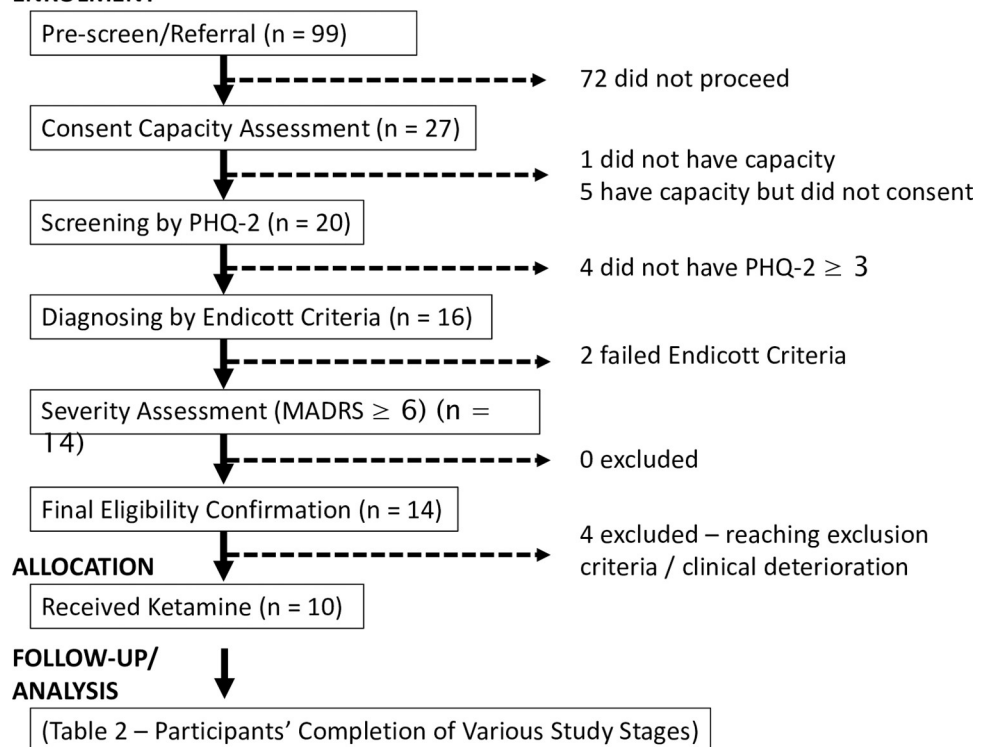 Pre-screen/Referral (n = 99)
72 did not proceed
Consent Capacity Assessment (n = 27)
1 did not have capacity
5 have capacity but did not consent
Screening by PHQ-2 (n = 20)
4 did not have PHQ-2 ≥ 3
Diagnosing by Endicott Criteria (n = 16)
2 failed Endicott Criteria
Severity Assessment (MADRS ≥ 6) (n =
14)
0 excluded
Final Eligibility Confirmation (n = 14)
4 excluded – reaching exclusion
criteria / clinical deterioration
ALLOCATION
Received Ketamine (n = 10)
FOLLOW-UP/
ANALYSIS
(Table 2 – Participants’ Completion of Various Study Stages)